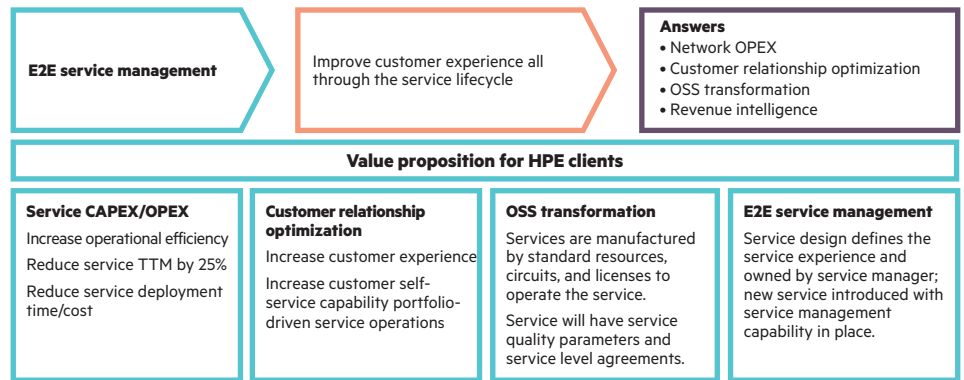 E2E service management
Improve customer experience all
through the service lifecycle
Answers
• Network OPEX
• Customer relationship optimization
• OSS transformation
• Revenue intelligence
Value proposition for HPE clients
Service CAPEX/OPEX
Increase operational efficiency
Reduce service TTM by 25%
Reduce service deployment
time/cost
Customer relationship
optimization
Increase customer experience
Increase customer self-
service capability portfolio-
driven service operations
OSS transformation
Services are manufactured
by standard resources,
circuits, and licenses to
operate the service.
Service will have service
quality parameters and
service level agreements.
E2E service management
Service design defines the
service experience and
owned by service manager;
new service introduced with
service management
capability in place.